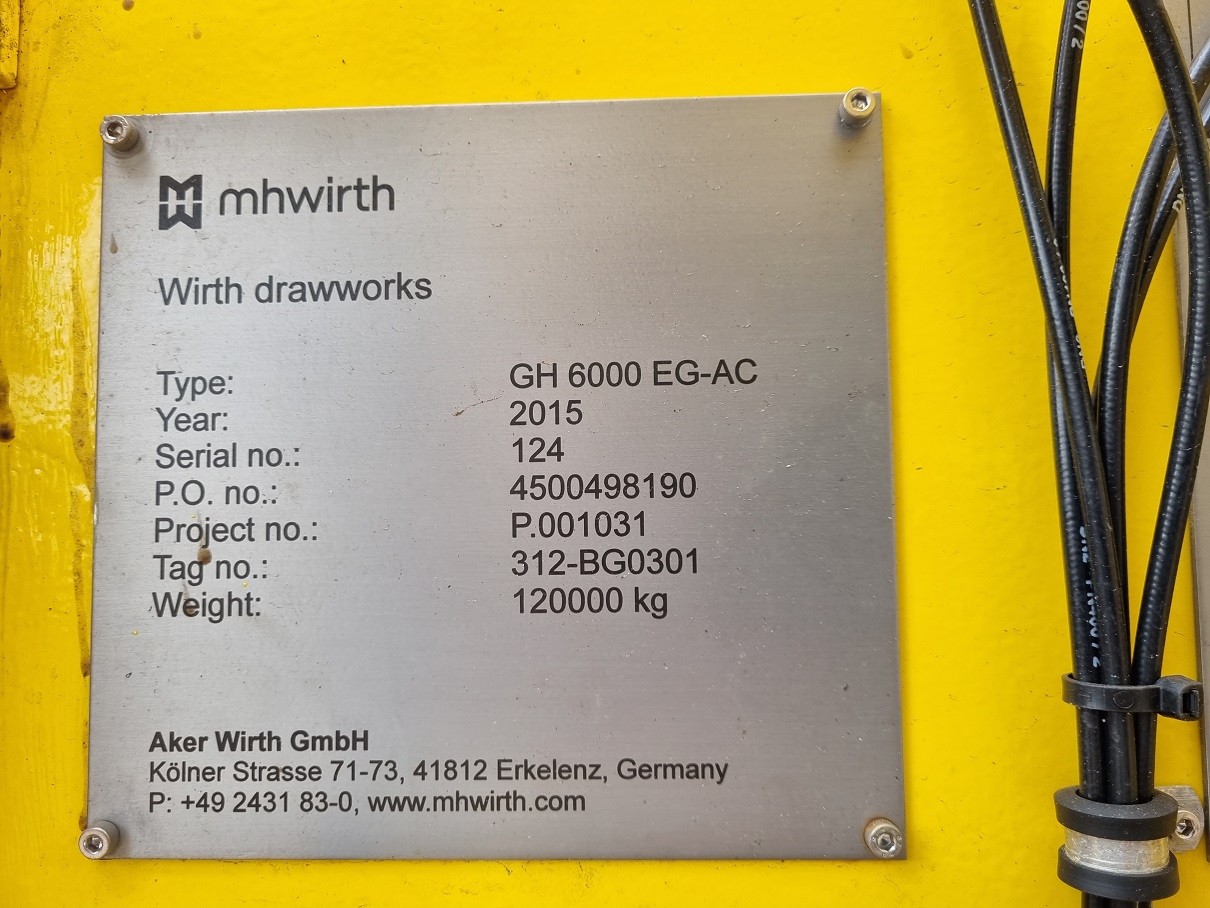 mhwirth
Wirth drawworks
Type: GH 6000 EG-AC
Year: 2015
Serial no.: 124
P.O. no.: 4500498190
Project no.: P.001031
Tag no.: 312-BG0301
Weight: 120000 kg
Aker Wirth GmbH
Kölner Strasse 71-73, 41812 Erkelenz, Germany
P: +49 2431 83-0, www.mhwirth.com